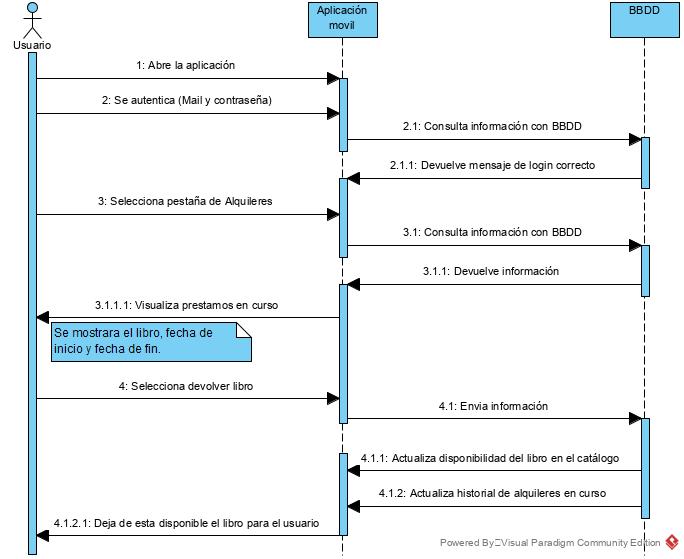 Usuario
Aplicación
movil
BBDD
1: Abre la aplicación
2: Se autentica (Mail y contraseña)
2.1: Consulta información con BBDD
2.1.1: Devuelve mensaje de login correcto
3: Selecciona pestaña de Alquileres
3.1: Consulta información con BBDD
3.1.1: Devuelve información
3.1.1.1: Visualiza prestamos en curso
Se mostrara el libro, fecha de
inicio y fecha de fin.
4: Selecciona devolver libro
4.1: Envia información
4.1.1: Actualiza disponibilidad del libro en el catálogo
4.1.2: Actualiza historial de alquileres en curso
4.1.2.1: Deja de esta disponible el libro para el usuario
Powered By Visual Paradigm Community Edition